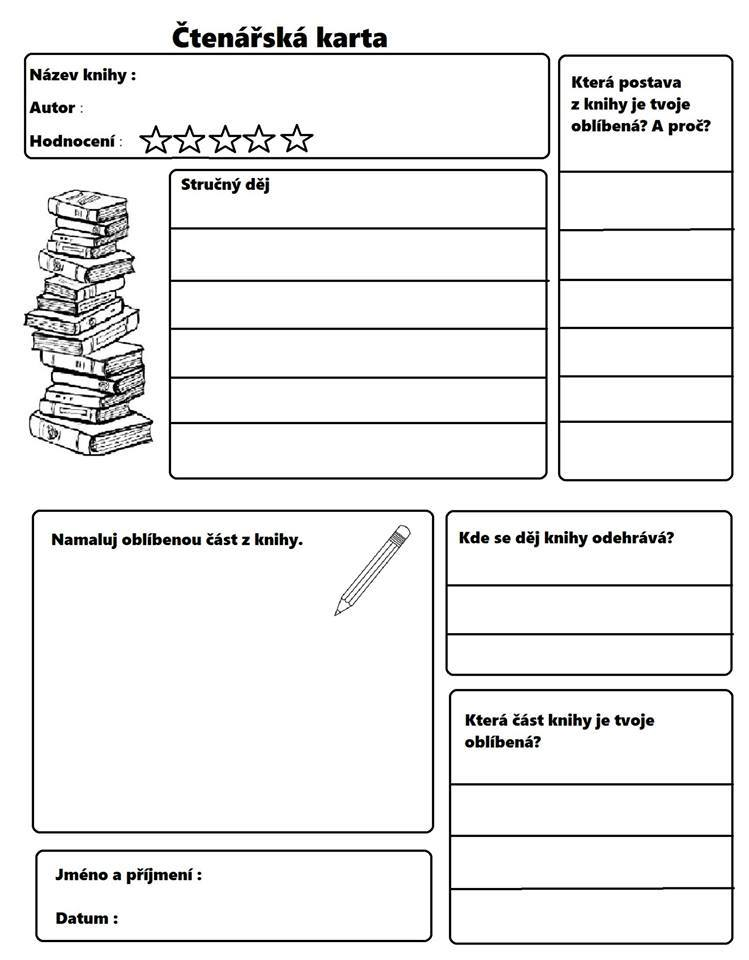 Čtenářská karta
Název knihy :
Autor :
Hodnocení :
Která postava
z knihy je tvoje
oblíbená? A proč?
Stručný děj
Namaluj oblíbenou část z knihy.
Kde se děj knihy odehrává?
Která část knihy je tvoje
oblíbená?
Jméno a příjmení :
Datum :